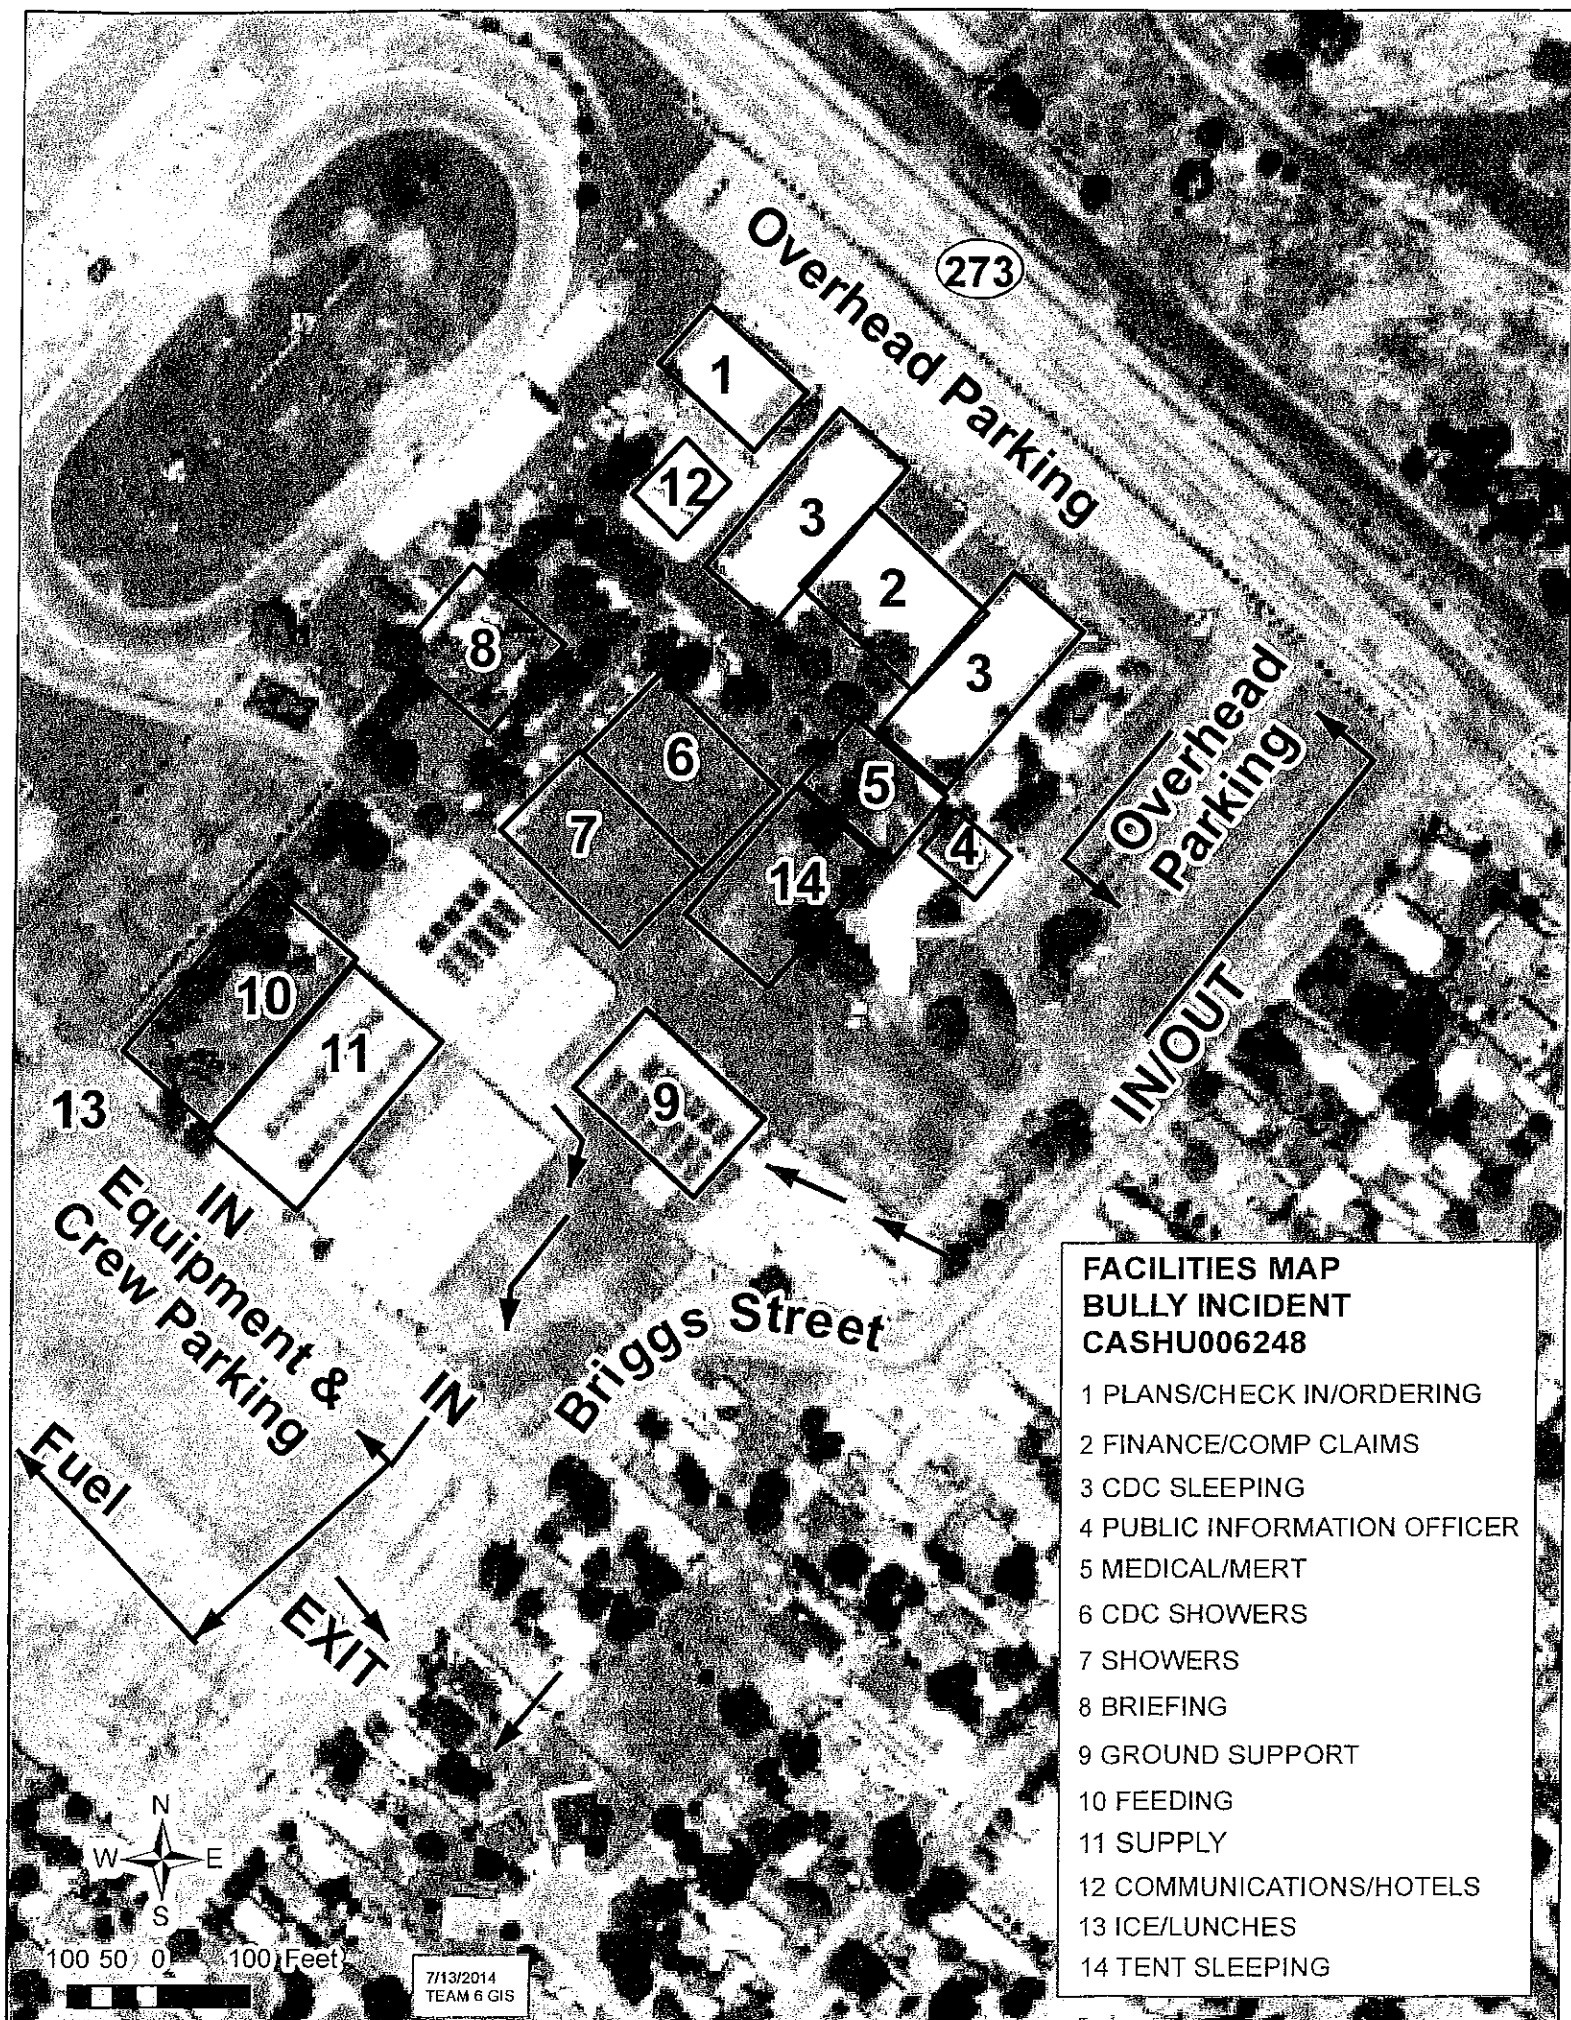 Overhead Parking
273
1
12
3
2
8
3
6
5
7
4
14
Overhead
Parking
10
11
9
13
IN/OUT
IN
Equipment &
Crew Parking
IN
Briggs Street
Fuel
EXIT
FACILITIES MAP
BULLY INCIDENT
CASHU006248
1 PLANS/CHECK IN/ORDERING
2 FINANCE/COMP CLAIMS
3 CDC SLEEPING
4 PUBLIC INFORMATION OFFICER
5 MEDICAL/MERT
6 CDC SHOWERS
7 SHOWERS
8 BRIEFING
9 GROUND SUPPORT
10 FEEDING
11 SUPPLY
12 COMMUNICATIONS/HOTELS
13 ICE/LUNCHES
14 TENT SLEEPING
N
W E
S
100 50 0 100 Feet
7/13/2014
TEAM 6 GIS